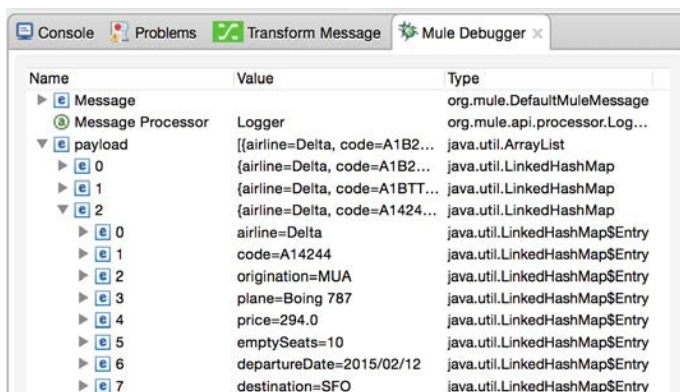 Console Problems Transform Message Mule Debugger
Name Value Type
Message org.mule.DefaultMuleMessage
Message Processor Logger org.mule.api.processor.Log...
payload [{airline=Delta, code=A1B2... java.util.ArrayList
0 {airline=Delta, code=A1B2... java.util.LinkedHashMap
1 {airline=Delta, code=A1BTT... java.util.LinkedHashMap
2 {airline=Delta, code=A1424... java.util.LinkedHashMap
0 airline=Delta java.util.LinkedHashMap$Entry
1 code=A14244 java.util.LinkedHashMap$Entry
2 origination=MUA java.util.LinkedHashMap$Entry
3 plane=Boing 787 java.util.LinkedHashMap$Entry
4 price=294.0 java.util.LinkedHashMap$Entry
5 emptySeats=10 java.util.LinkedHashMap$Entry
6 departureDate=2015/02/12 java.util.LinkedHashMap$Entry
7 destination=SFO java.util.LinkedHashMap$Entry